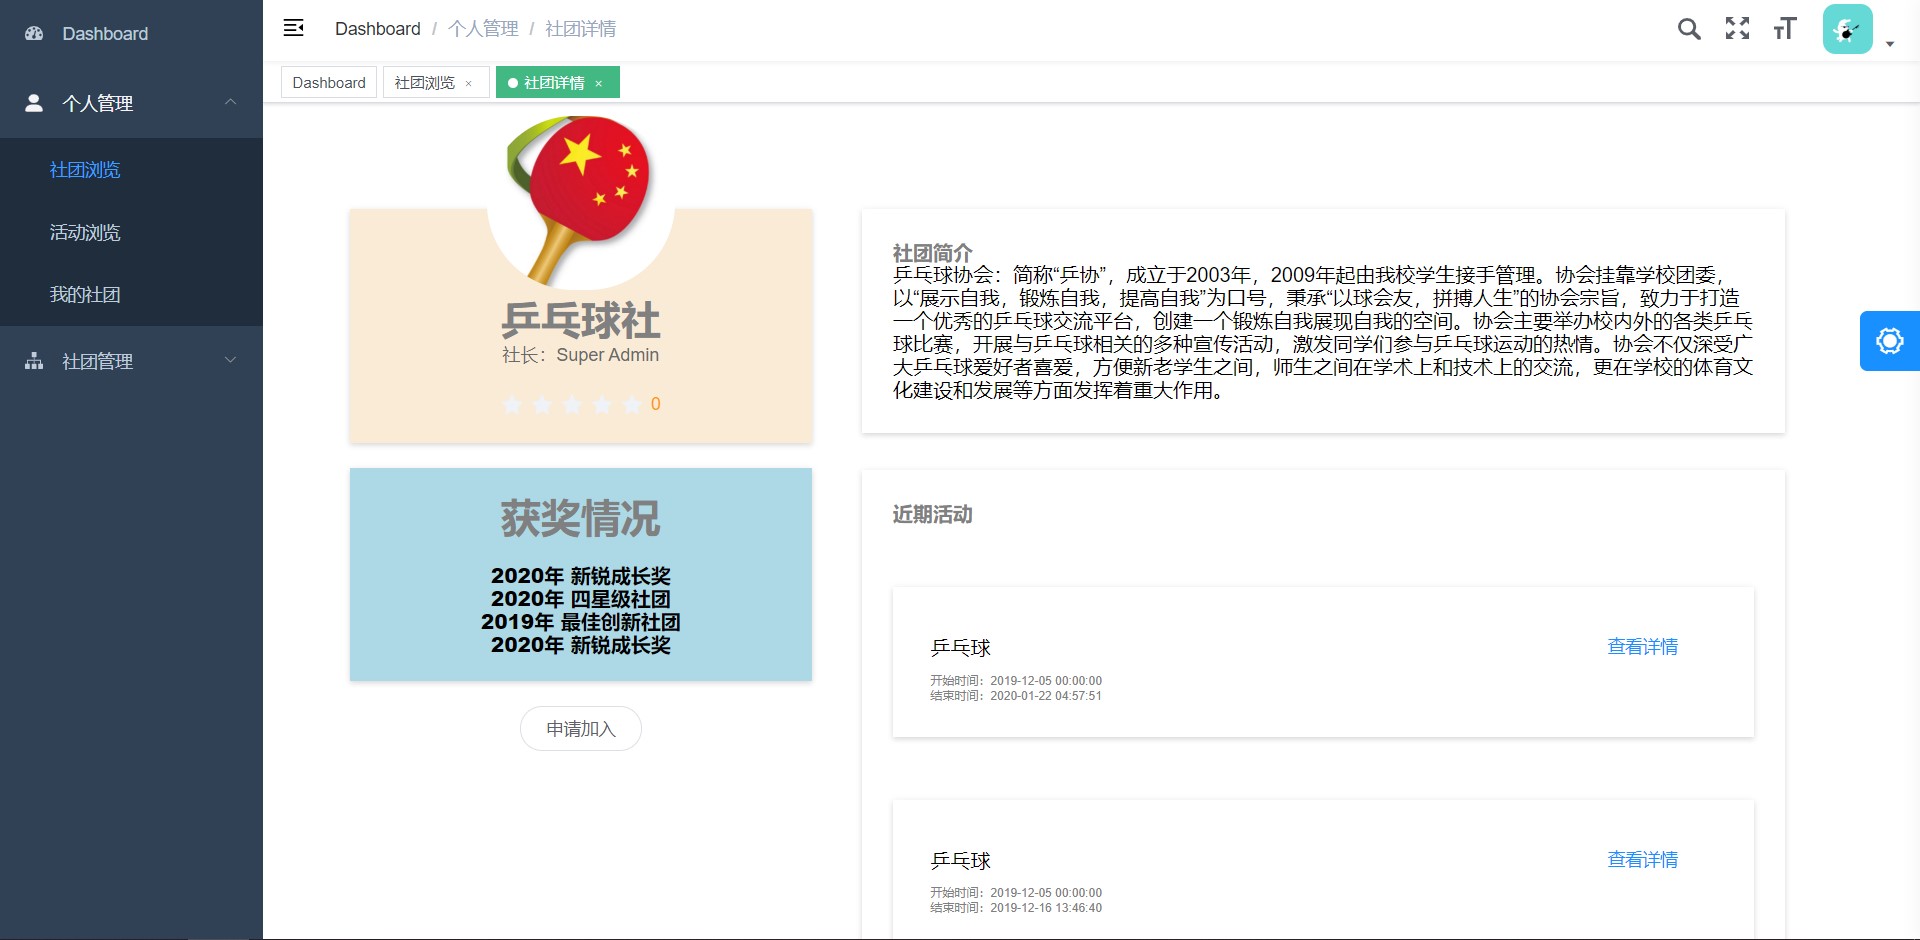 Dashboard
个人管理
社团浏览
活动浏览
我的社团
社团管理
Dashboard / 个人管理 / 社团详情
Dashboard
社团浏览 ×
社团详情 ×
乒乓球社
社长：Super Admin
0
获奖情况
2020年 新锐成长奖
2020年 四星级社团
2019年 最佳创新社团
2020年 新锐成长奖
申请加入
社团简介
乒乓球协会：简称“乒协”，成立于2003年，2009年起由我校学生接手管理。协会挂靠学校团委，
以“展示自我，锻炼自我，提高自我”为口号，秉承“以球会友，拼搏人生”的协会宗旨，致力于打造
一个优秀的乒乓球交流平台，创建一个锻炼自我展现自我的空间。协会主要举办校内外的各类乒乓
球比赛，开展与乒乓球相关的多种宣传活动，激发同学们参与乒乓球运动的热情。协会不仅深受广
大乒乓球爱好者喜爱，方便新老学生之间，师生之间在学术上和技术上的交流，更在学校的体育文
化建设和发展等方面发挥着重大作用。
近期活动
乒乓球
查看详情
开始时间：2019-12-05 00:00:00
结束时间：2020-01-22 04:57:51
乒乓球
查看详情
开始时间：2019-12-05 00:00:00
结束时间：2019-12-16 13:46:40